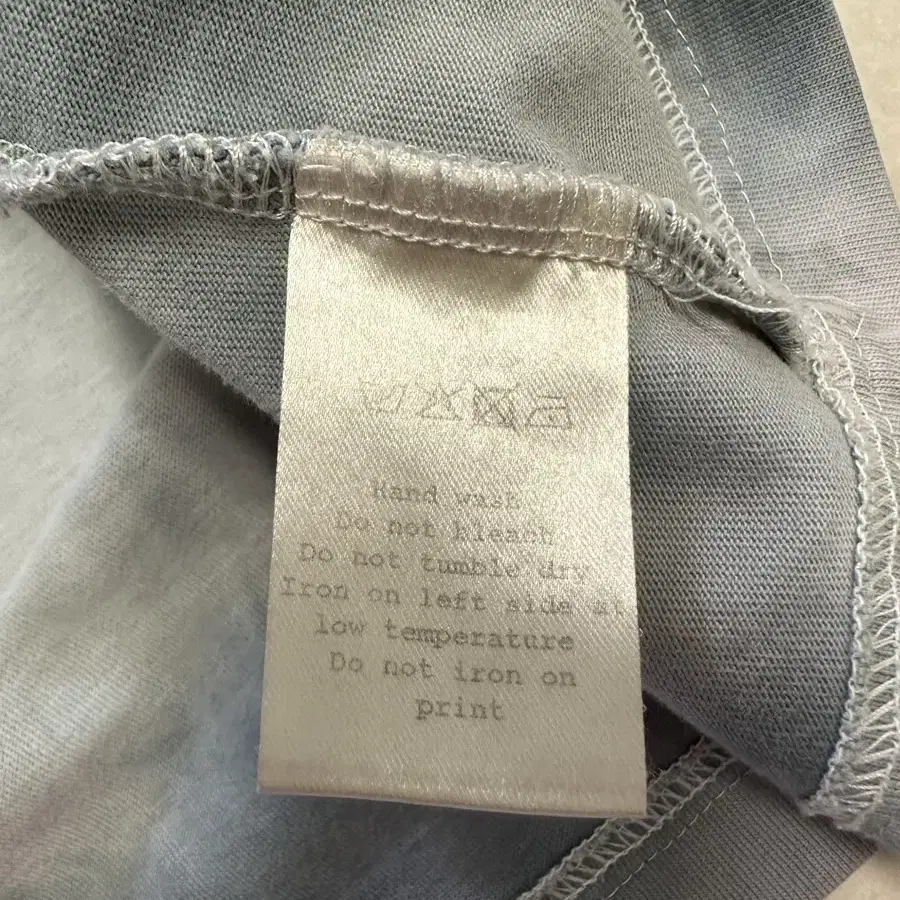 Hand wash
Do not bleach
Do not tumble dry
Iron on left side at
low temperature
Do not iron on
print